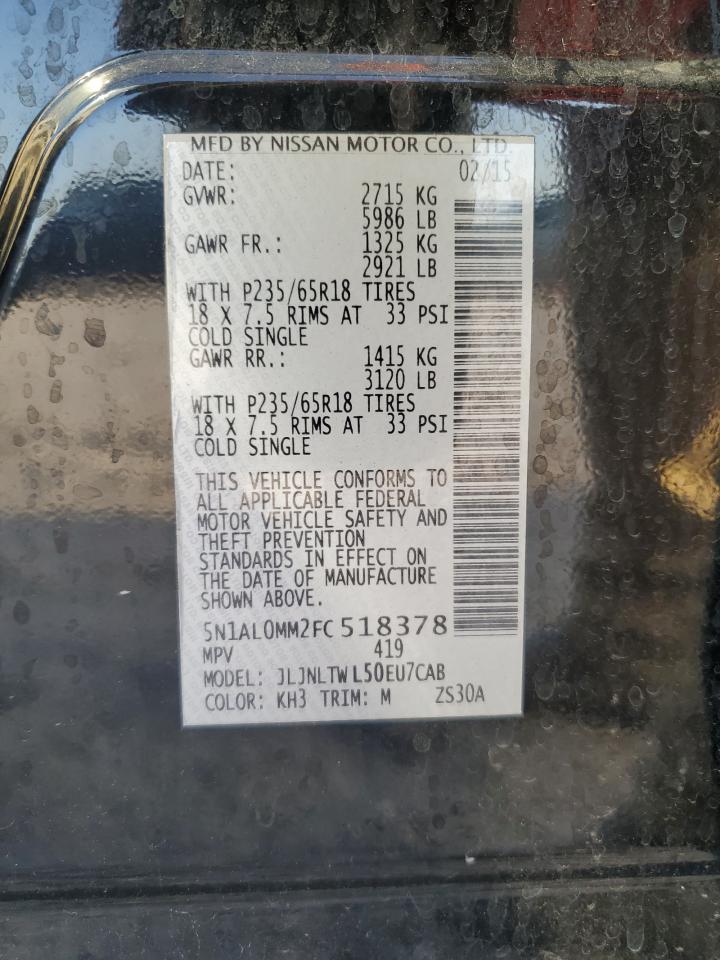 MFD BY NISSAN MOTOR CO., LTD.
DATE: 02/15
GVWR: 2715 KG
5986 LB
GAWR FR.: 1325 KG
2921 LB
WITH P235/65R18 TIRES
18 X 7.5 RIMS AT 33 PSI
COLD SINGLE
GAWR RR.: 1415 KG
3120 LB
WITH P235/65R18 TIRES
18 X 7.5 RIMS AT 33 PSI
COLD SINGLE
THIS VEHICLE CONFORMS TO
ALL APPLICABLE FEDERAL
MOTOR VEHICLE SAFETY AND
THEFT PREVENTION
STANDARDS IN EFFECT ON
THE DATE OF MANUFACTURE
SHOWN ABOVE.
5N1AL0MM2FC518378
MPV 419
MODEL: JLJNLTWL50EU7CAB
COLOR: KH3 TRIM: M ZS30A